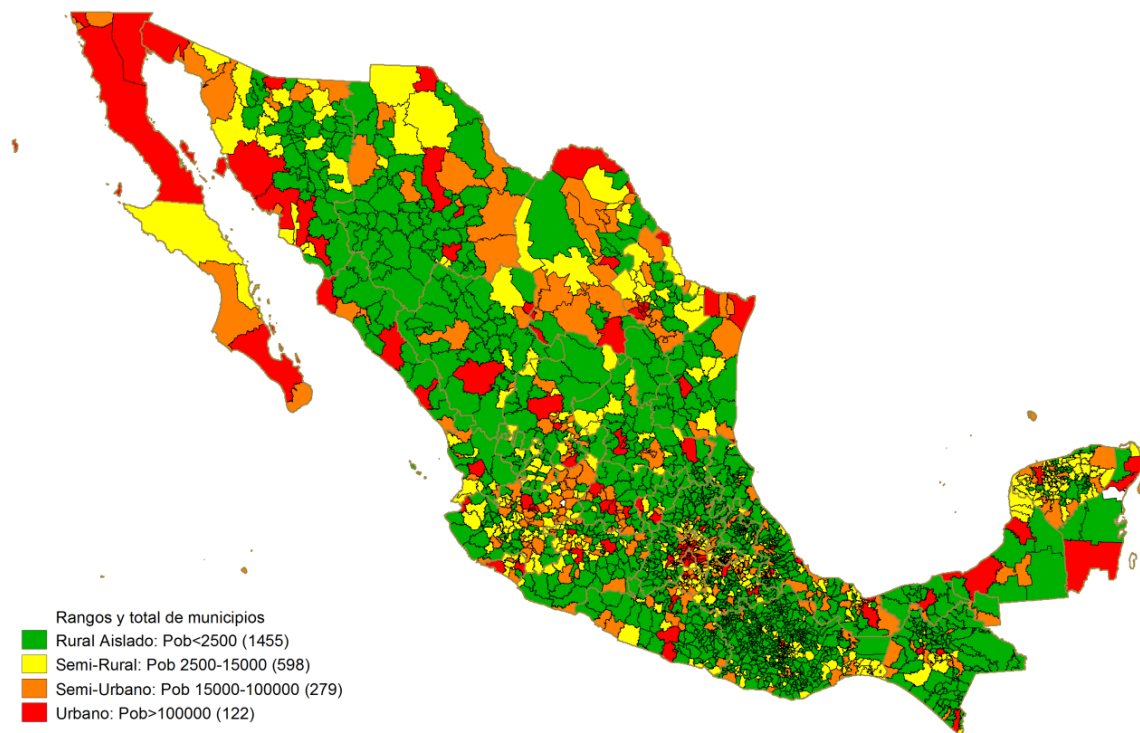 Rangos y total de municipios
Rural Aislado: Pob<2500 (1455)
Semi-Rural: Pob 2500-15000 (598)
Semi-Urbano: Pob 15000-100000 (279)
Urbano: Pob>100000 (122)